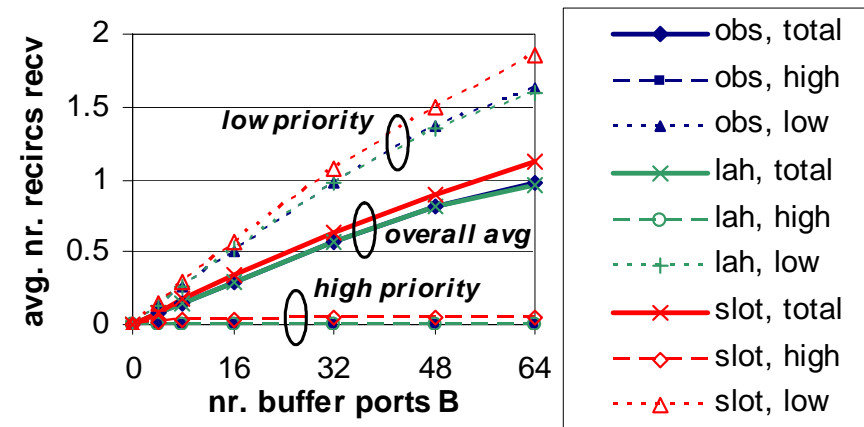 avg. nr. recircs recv
2
1.5
1
0.5
0
low priority
overall avg
high priority
0 16 32 48 64
nr. buffer ports B
obs, total
obs, high
obs, low
lah, total
lah, high
lah, low
slot, total
slot, high
slot, low